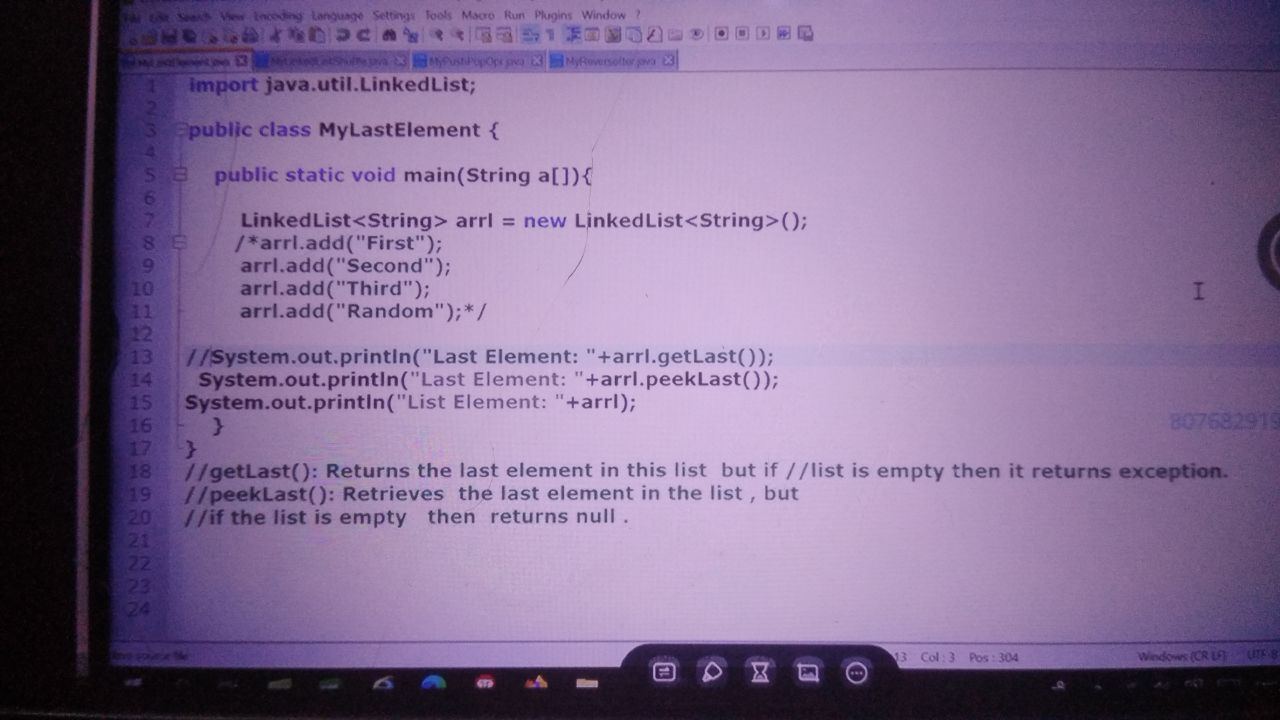 File Edit Search View Encoding Language Settings Tools Macro Run Plugins Window ?
MyLastElement.java MyLinkedListShuffle.java MyPushPopOpr.java MyReverseIter.java
1 import java.util.LinkedList;
2
3 public class MyLastElement {
4
5 public static void main(String a[]){
6
7 LinkedList<String> arrl = new LinkedList<String>();
8 /*arrl.add("First");
9 arrl.add("Second");
10 arrl.add("Third");
11 arrl.add("Random");*/
12
13 //System.out.println("Last Element: "+arrl.getLast());
14 System.out.println("Last Element: "+arrl.peekLast());
15 System.out.println("List Element: "+arrl);
16 }
17 }
18 //getLast(): Returns the last element in this list but if //list is empty then it returns exception.
19 //peekLast(): Retrieves the last element in the list , but
20 //if the list is empty then returns null .
21
22
23
24
80768291
Java source file 13 Col : 3 Pos : 304 Windows (CR LF) UTF-8